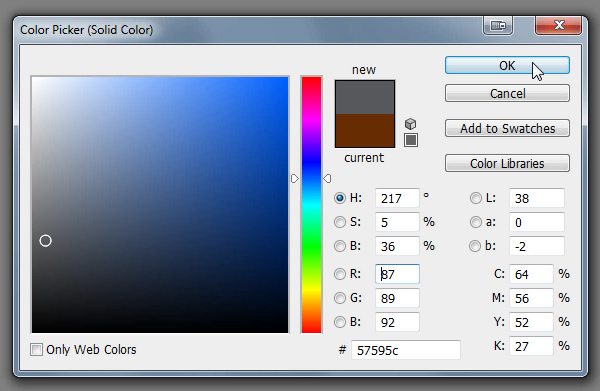 Color Picker (Solid Color)
new
current
OK
Cancel
Add to Swatches
Color Libraries
H: 217 °
S: 5 %
B: 36 %
R: 87
G: 89
B: 92
L: 38
a: 0
b: -2
C: 64 %
M: 56 %
Y: 52 %
K: 27 %
# 57595c
Only Web Colors